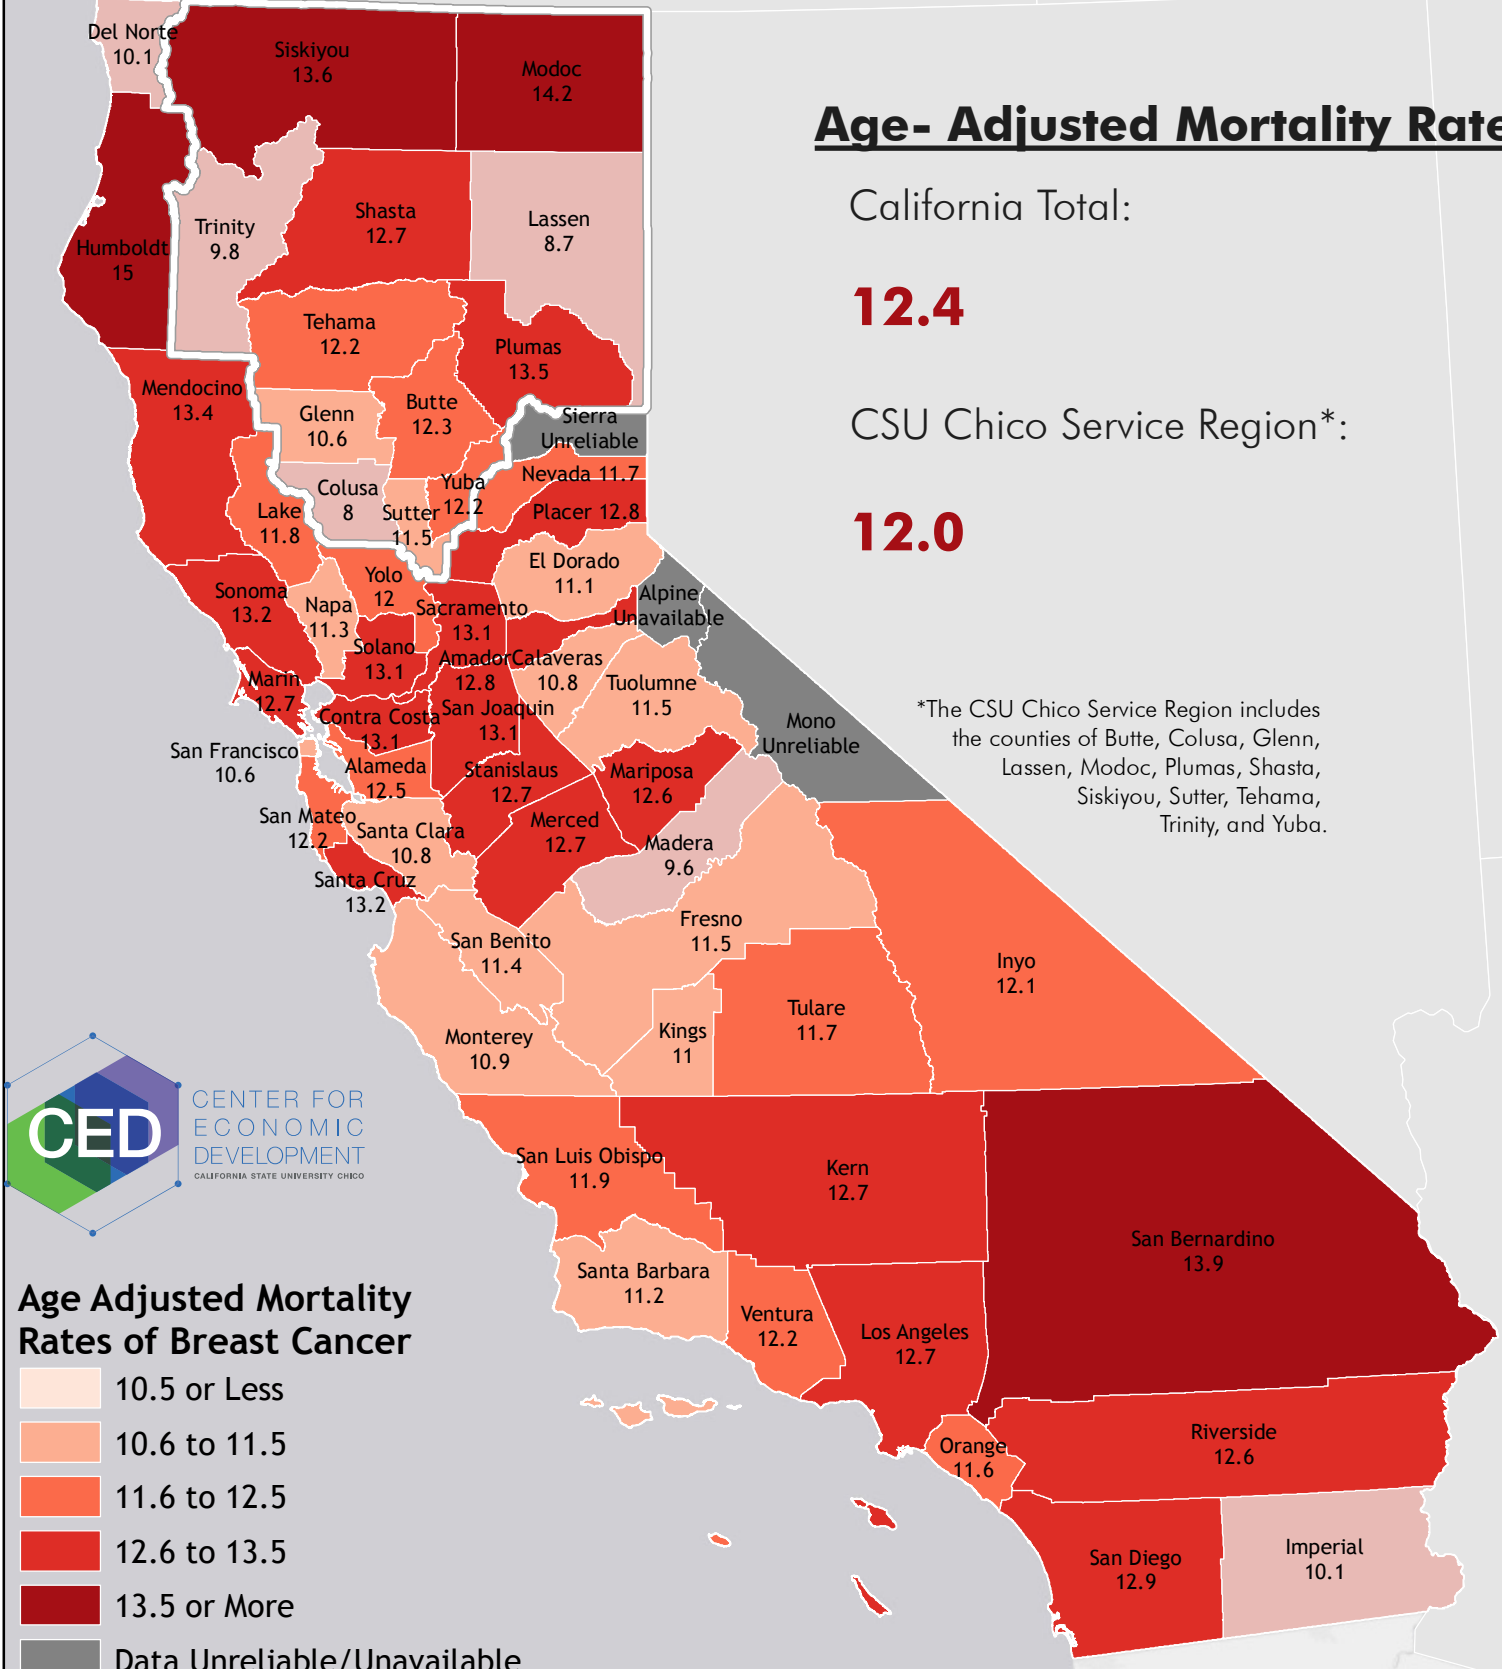 Del Norte
10.1
Siskiyou
13.6
Modoc
14.2
Age- Adjusted Mortality Rate
California Total:
12.4
CSU Chico Service Region*:
12.0
Humboldt
15
Trinity
9.8
Shasta
12.7
Lassen
8.7
Tehama
12.2
Plumas
13.5
Mendocino
13.4
Glenn
10.6
Butte
12.3
Sierra
Unreliable
Nevada 11.7
Colusa
8
Yuba
12.2
Sutter
11.5
Placer 12.8
Lake
11.8
El Dorado
11.1
Sonoma
13.2
Napa
11.3
Yolo
12
Sacramento
13.1
Alpine
Unavailable
Solano
13.1
Amador
12.8
Calaveras
10.8
Tuolumne
11.5
Marin
12.7
Contra Costa
13.1
San Joaquin
13.1
Mono
Unreliable
San Francisco
10.6
Alameda
12.5
Stanislaus
12.7
Mariposa
12.6
San Mateo
12.2
Santa Clara
10.8
Merced
12.7
Madera
9.6
Santa Cruz
13.2
*The CSU Chico Service Region includes
the counties of Butte, Colusa, Glenn,
Lassen, Modoc, Plumas, Shasta,
Siskiyou, Sutter, Tehama,
Trinity, and Yuba.
San Benito
11.4
Fresno
11.5
Inyo
12.1
Monterey
10.9
Kings
11
Tulare
11.7
CED
CENTER FOR
ECONOMIC
DEVELOPMENT
CALIFORNIA STATE UNIVERSITY CHICO
San Luis Obispo
11.9
Kern
12.7
San Bernardino
13.9
Santa Barbara
11.2
Ventura
12.2
Los Angeles
12.7
Orange
11.6
Riverside
12.6
San Diego
12.9
Imperial
10.1
Age Adjusted Mortality
Rates of Breast Cancer
10.5 or Less
10.6 to 11.5
11.6 to 12.5
12.6 to 13.5
13.5 or More
Data Unreliable/Unavailable